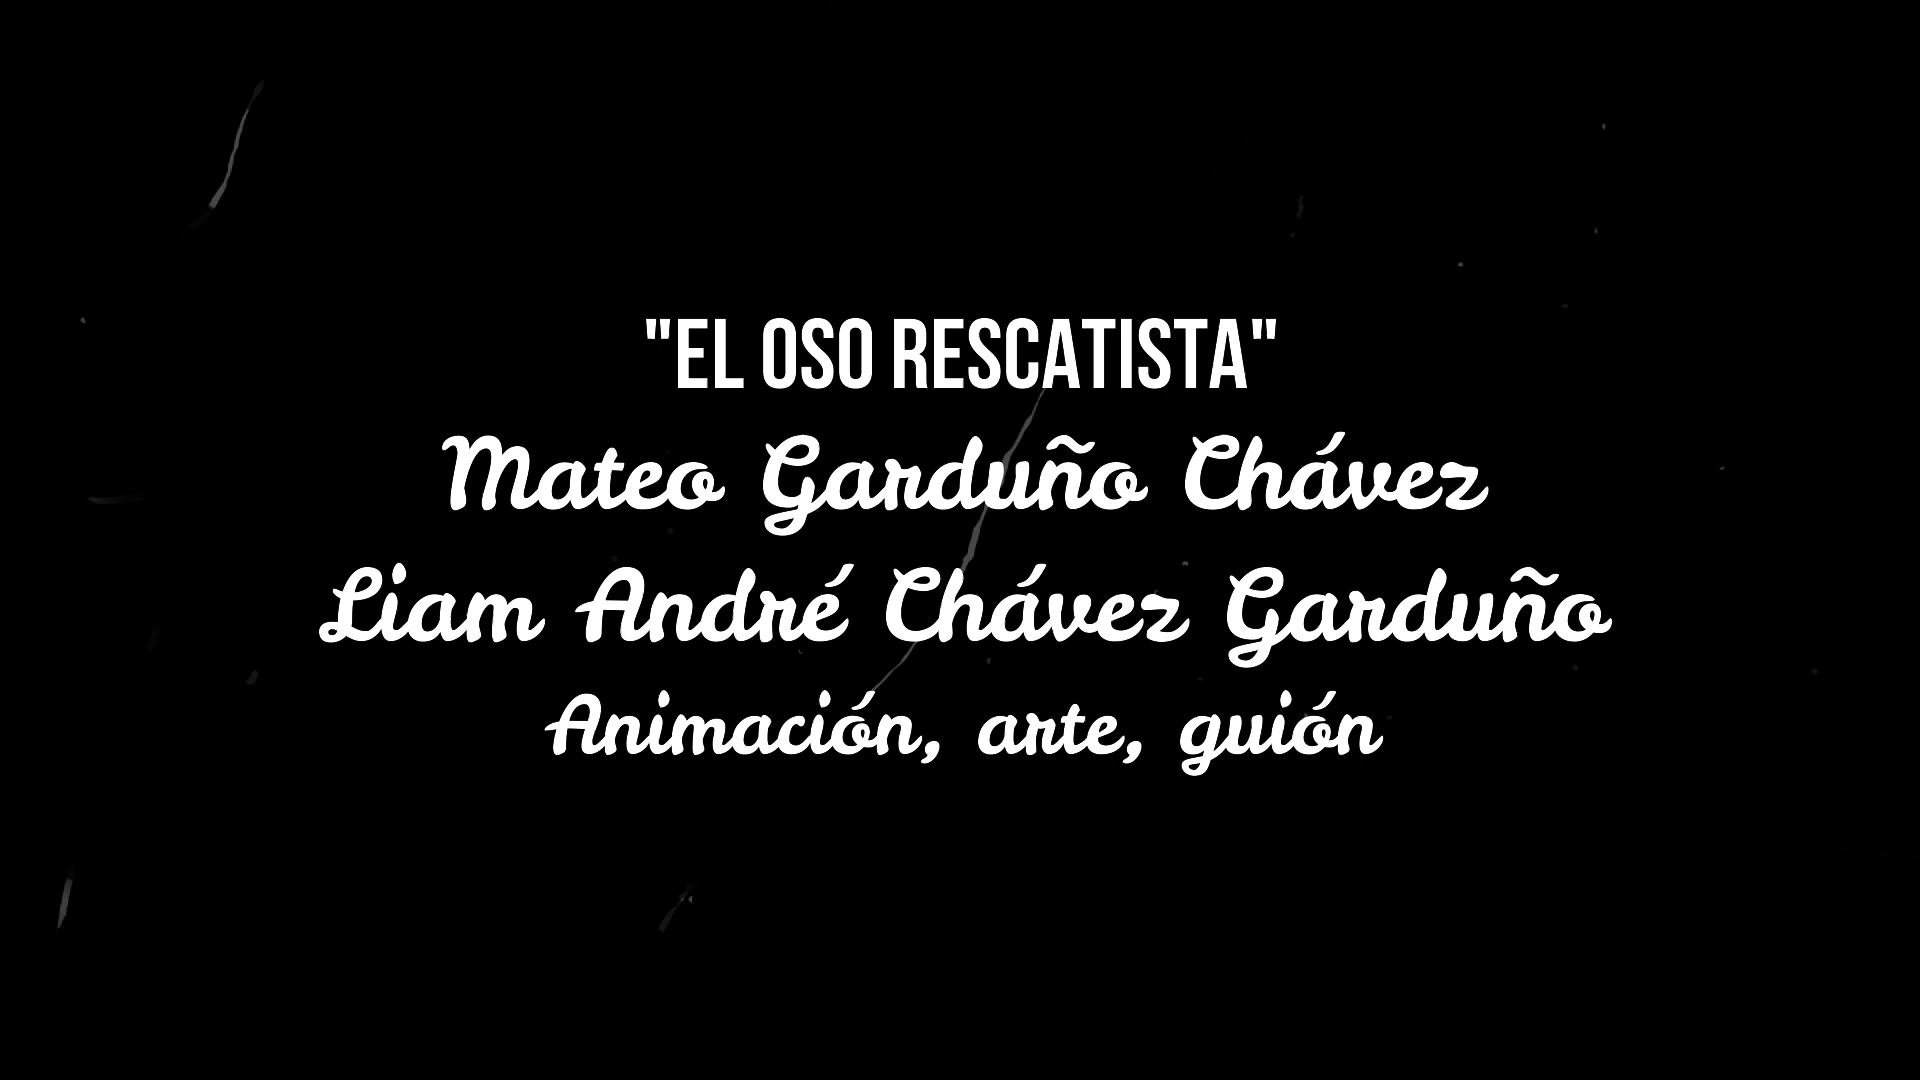 "EL OSO RESCATISTA"
Mateo Garduño Chávez
Liam André Chávez Garduño
Animación, arte, guión